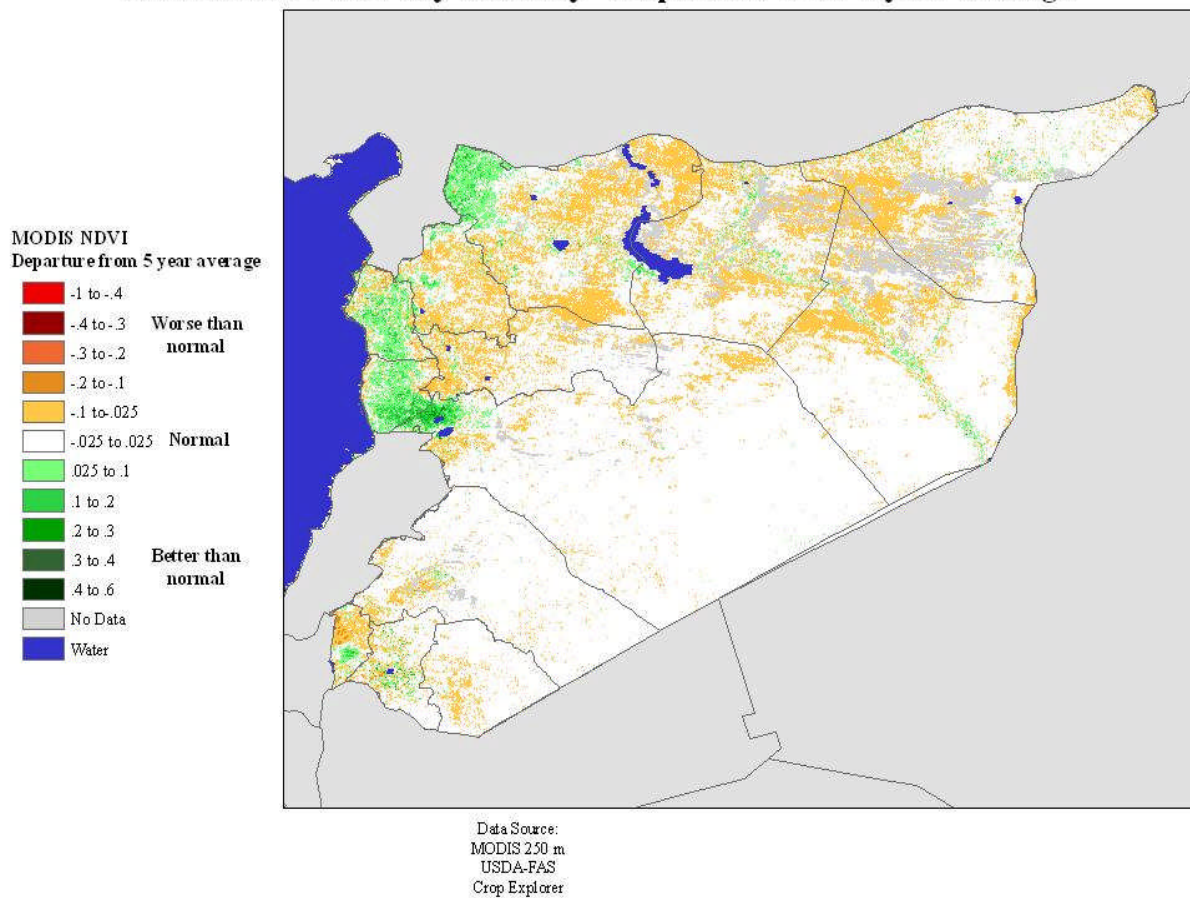 MODIS NDVI
Departure from 5 year average
-1 to -.4
-.4 to -.3
Worse than
normal
-.3 to -.2
-.2 to -.1
-.1 to-.025
-.025 to .025
Normal
.025 to .1
.1 to .2
.2 to .3
.3 to .4
Better than
normal
.4 to .6
No Data
Water
Data Source:
MODIS 250 m
USDA-FAS
Crop Explorer